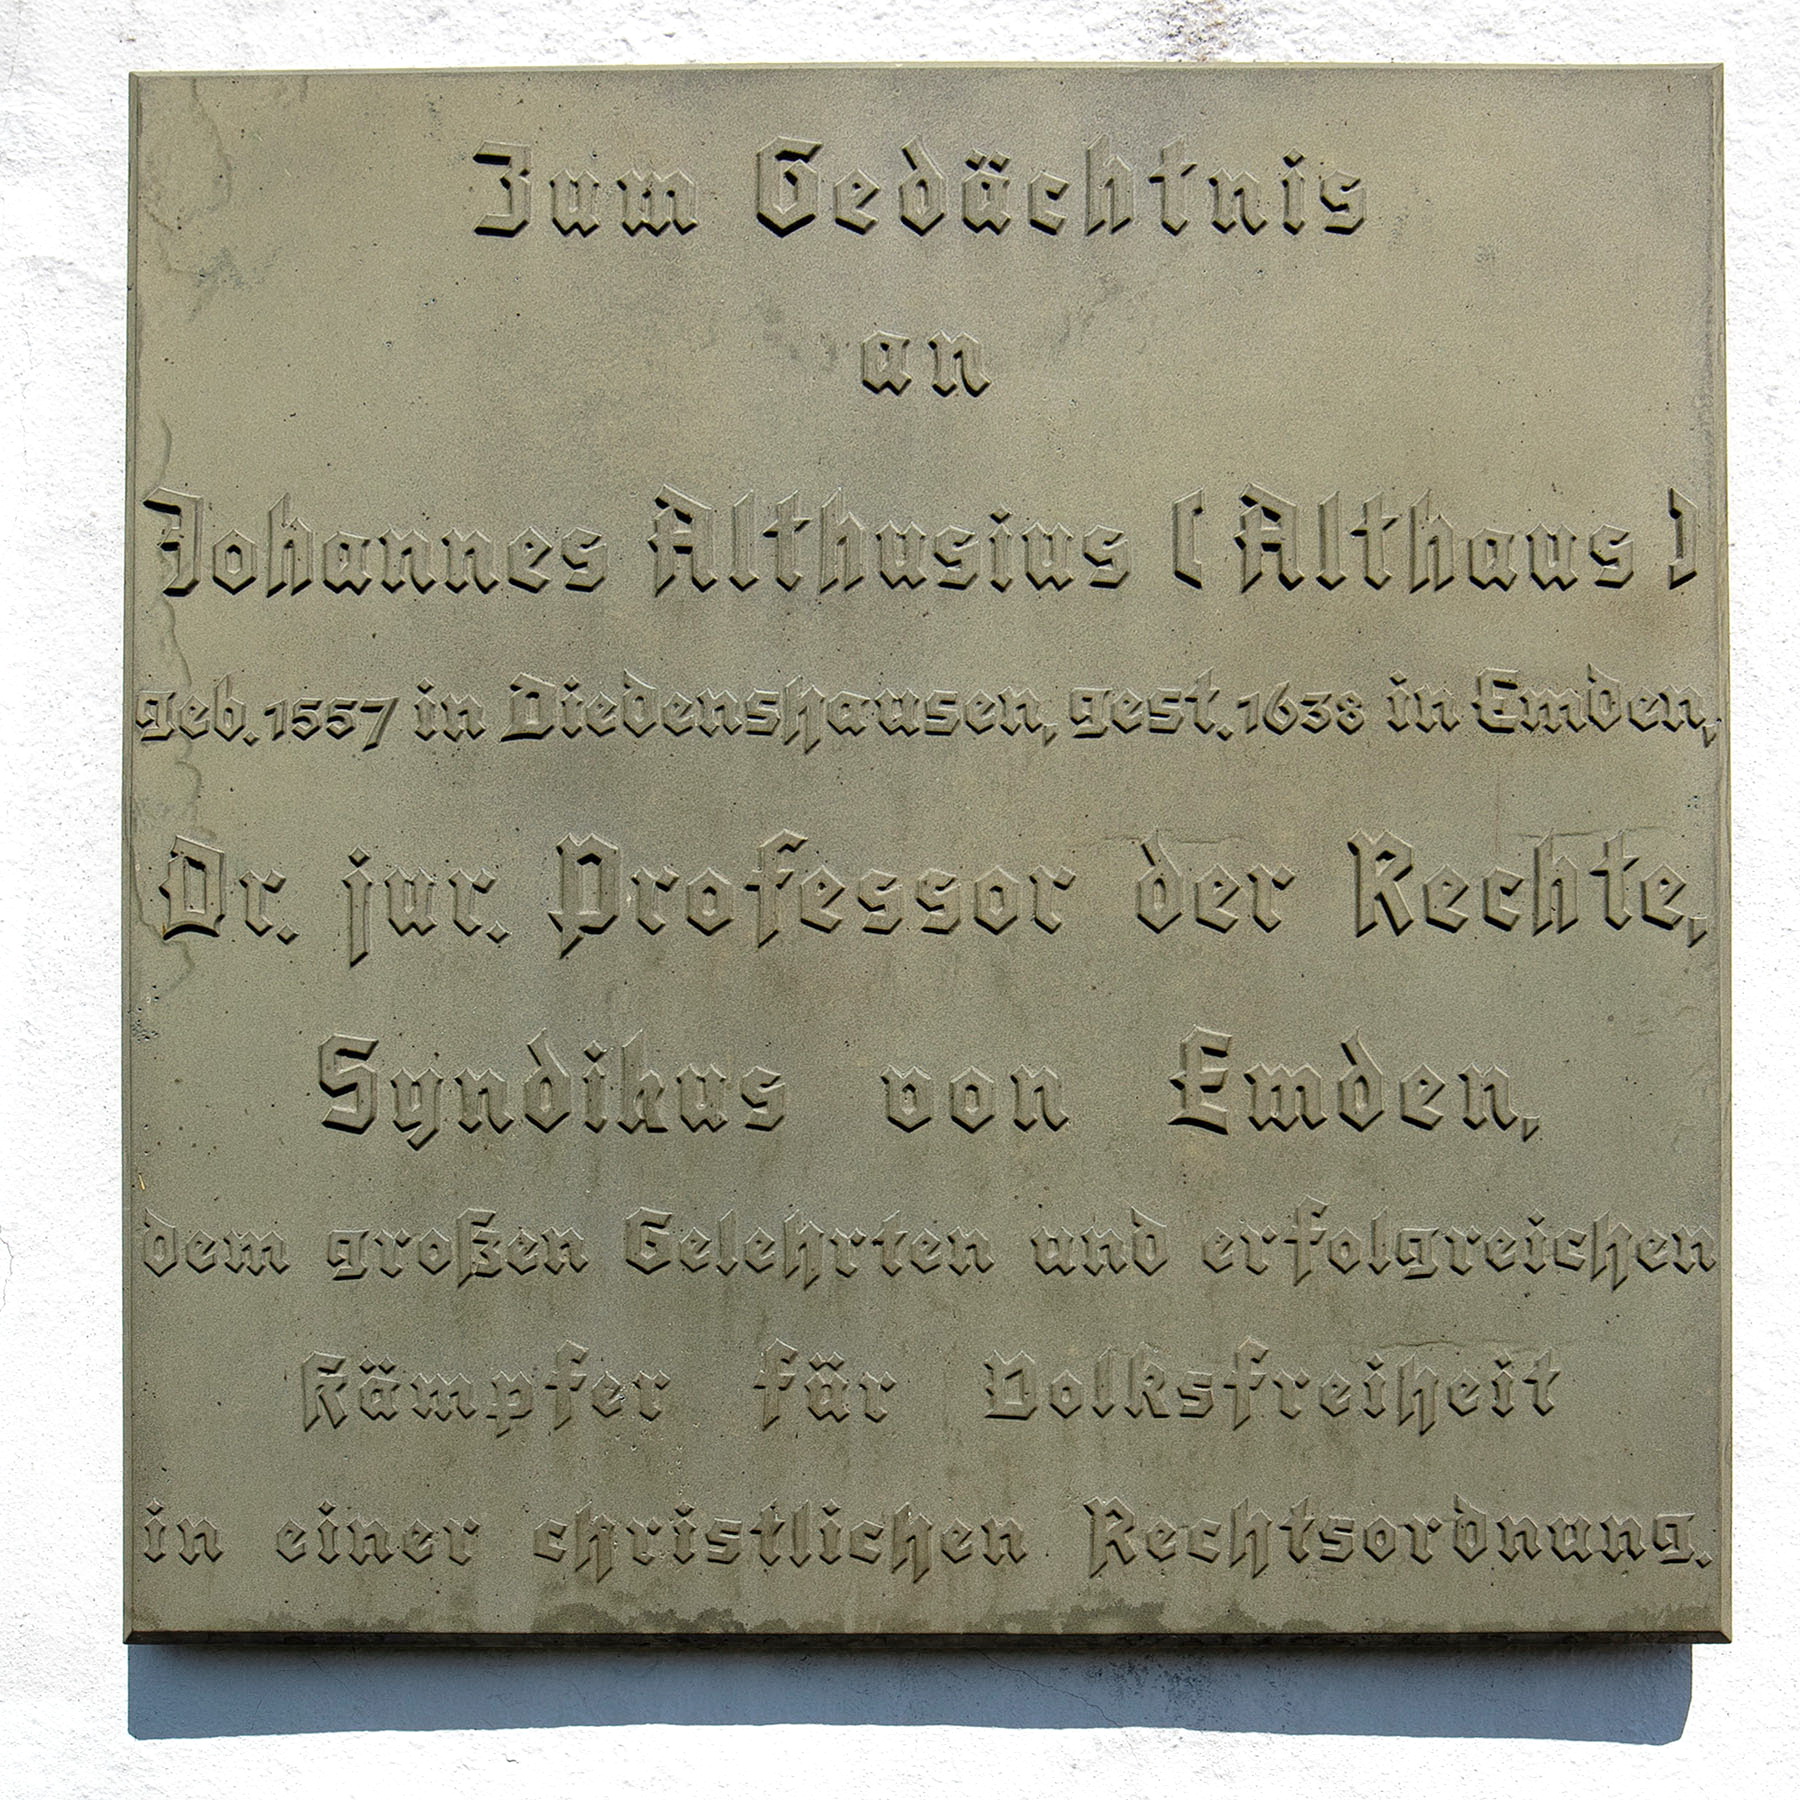 Zum Gedächtnis
an
Johannes Althusius (Althaus)
geb. 1557 in Diedenshausen, gest. 1638 in Emden,
Dr. jur. Professor der Rechte,
Syndikus von Emden,
dem großen Gelehrten und erfolgreichen
Kämpfer für Volksfreiheit
in einer christlichen Rechtsordnung.